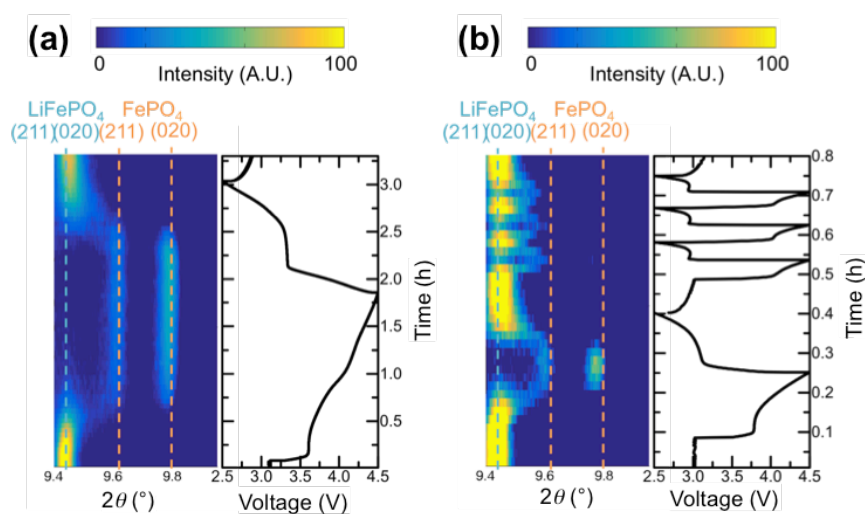 (a)
0
100
Intensity (A.U.)
LiFePO4 FePO4
(211)(020) (211)(020)
3.0
2.5
2.0
1.5
1.0
0.5
Time (h)
9.4 9.6 9.8
2θ (°)
2.5 3.0 3.5 4.0 4.5
Voltage (V)
(b)
0
100
Intensity (A.U.)
LiFePO4 FePO4
(211)(020) (211) (020)
0.8
0.7
0.6
0.5
0.4
0.3
0.2
0.1
Time (h)
9.4 9.6 9.8
2θ (°)
2.5 3.0 3.5 4.0 4.5
Voltage (V)